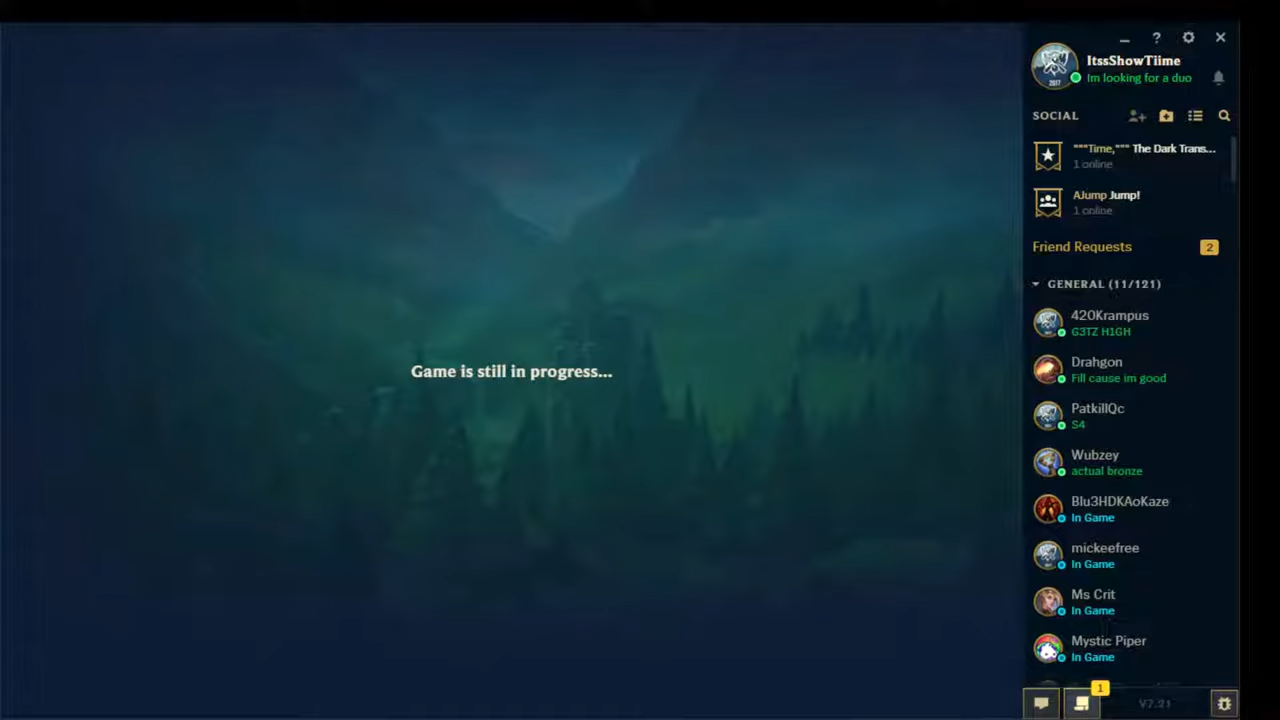 ?
ItssShowTiime
Im looking for a duo
2017
SOCIAL
"""Time,""" The Dark Trans...
1 online
AJump Jump!
1 online
Friend Requests
2
GENERAL (11/121)
Game is still in progress...
420Krampus
G3TZ H1GH
Drahgon
Fill cause im good
PatkillQc
S4
Wubzey
actual bronze
Blu3HDKAoKaze
In Game
mickeefree
In Game
Ms Crit
In Game
Mystic Piper
In Game
1
V7.21